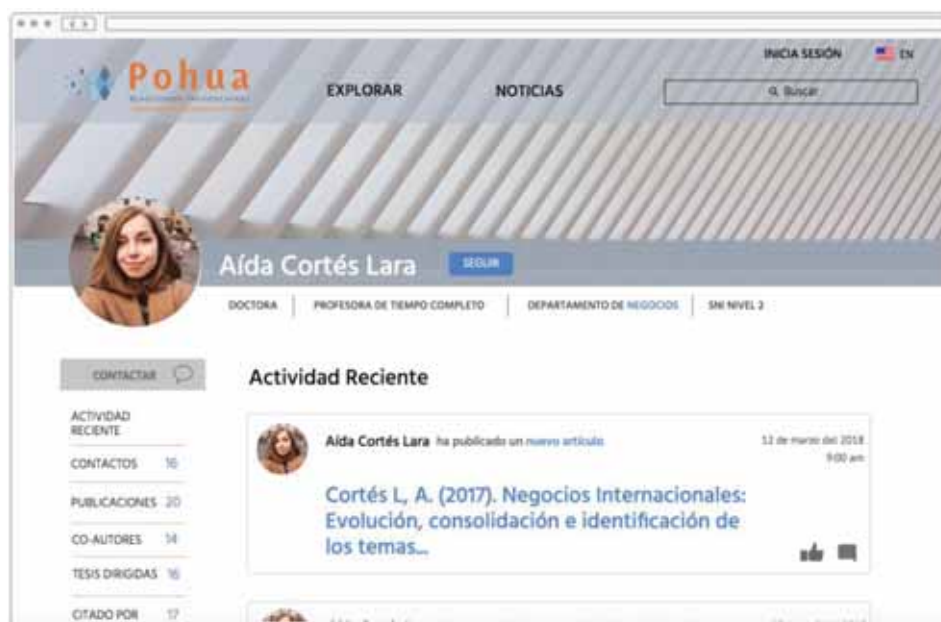 INICIA SESIÓN
EN
Pohua
EXPLORAR
NOTICIAS
Buscar
Aída Cortés Lara
SEGUIR
DOCTORA
PROFESORA DE TIEMPO COMPLETO
DEPARTAMENTO DE NEGOCIOS
SNI NIVEL 2
CONTACTAR
Actividad Reciente
ACTIVIDAD
RECIENTE
CONTACTOS 16
PUBLICACIONES 20
CO-AUTORES 14
TESIS DIRIGIDAS 16
CITADO POR 17
Aída Cortés Lara ha publicado un nuevo artículo
12 de marzo del 2018
9:00 am
Cortés L, A. (2017). Negocios Internacionales:
Evolución, consolidación e identificación de
los temas...